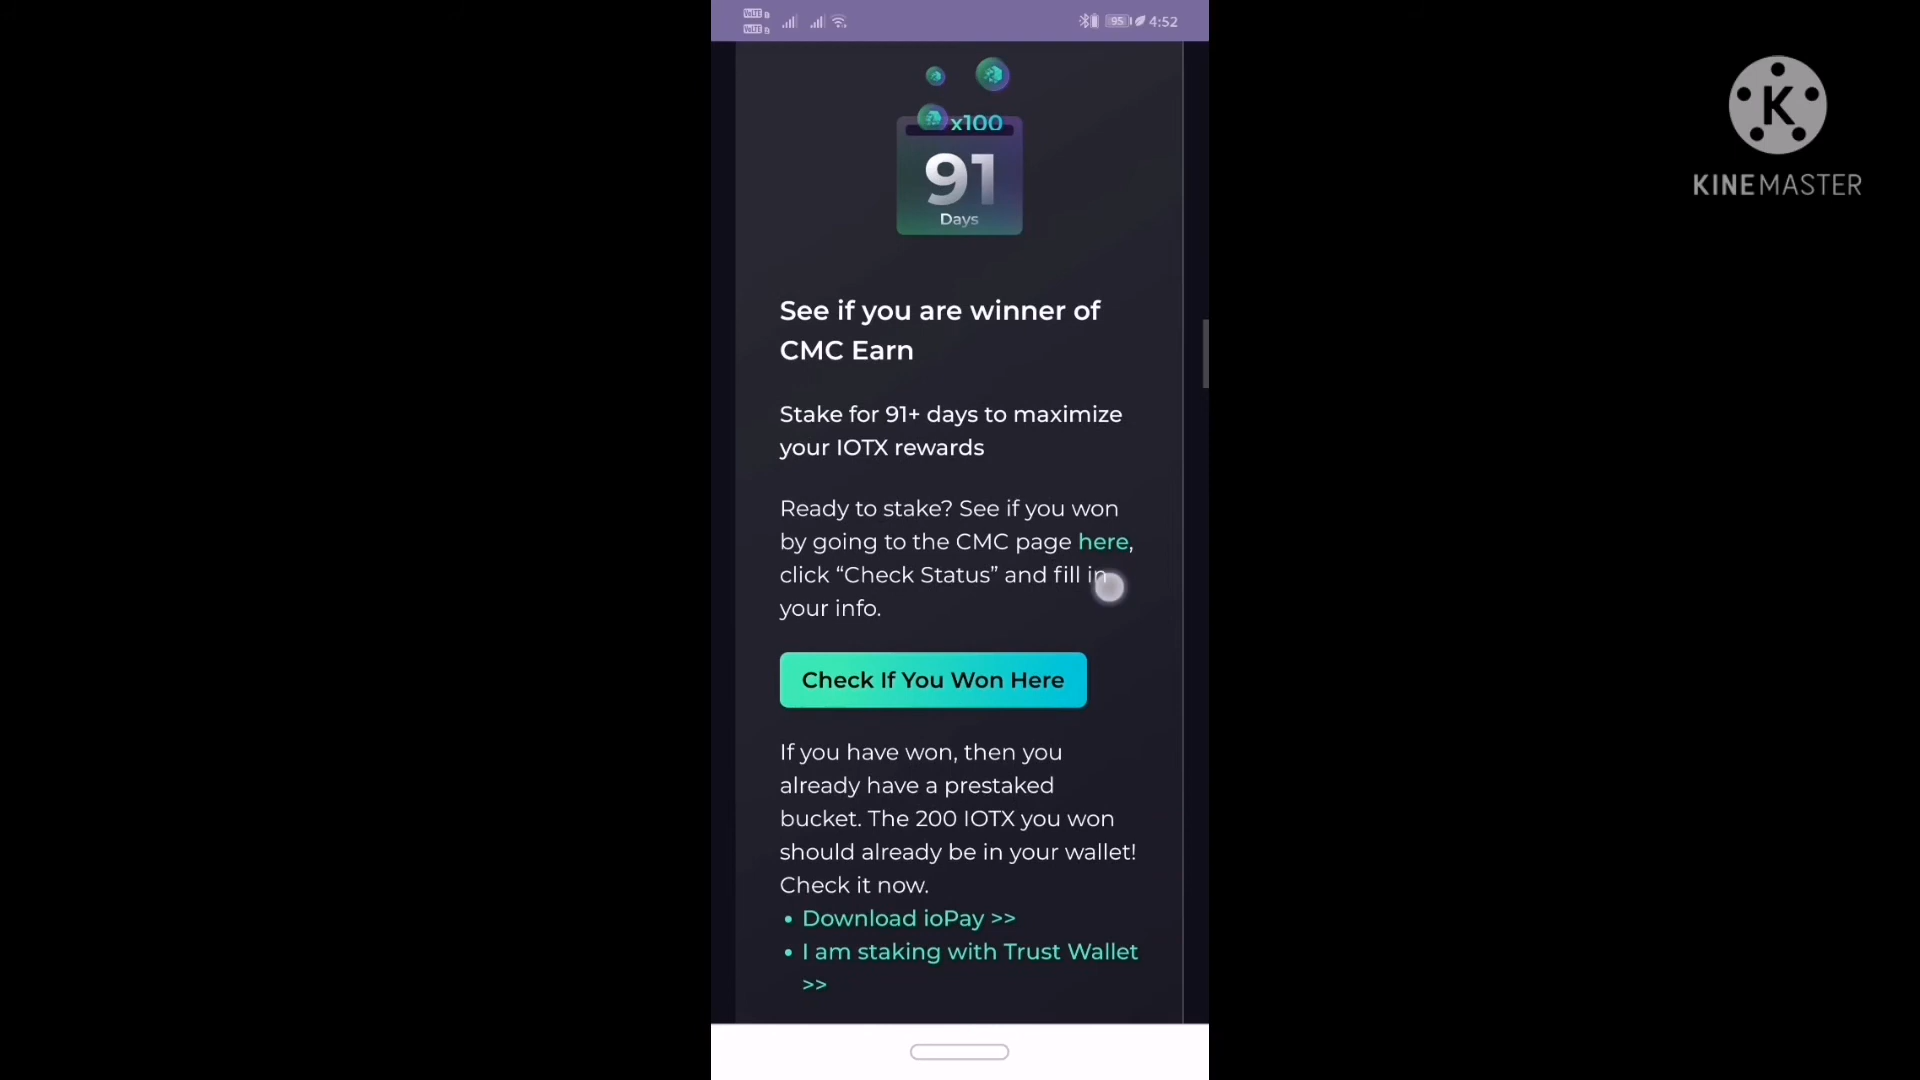 4:52
95
KINEMASTER
x100
91
Days
See if you are winner of
CMC Earn
Stake for 91+ days to maximize
your IOTX rewards
Ready to stake? See if you won
by going to the CMC page here,
click “Check Status” and fill in
your info.
Check If You Won Here
If you have won, then you
already have a prestaked
bucket. The 200 IOTX you won
should already be in your wallet!
Check it now.
• Download ioPay >>
• I am staking with Trust Wallet
>>